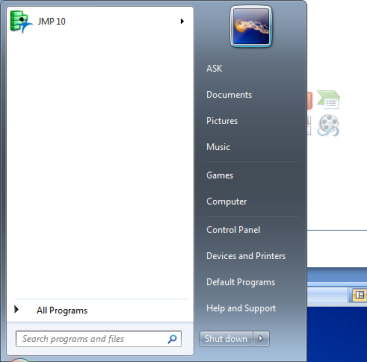 JMP 10
All Programs
Search programs and files
ASK
Documents
Pictures
Music
Games
Computer
Control Panel
Devices and Printers
Default Programs
Help and Support
Shut down